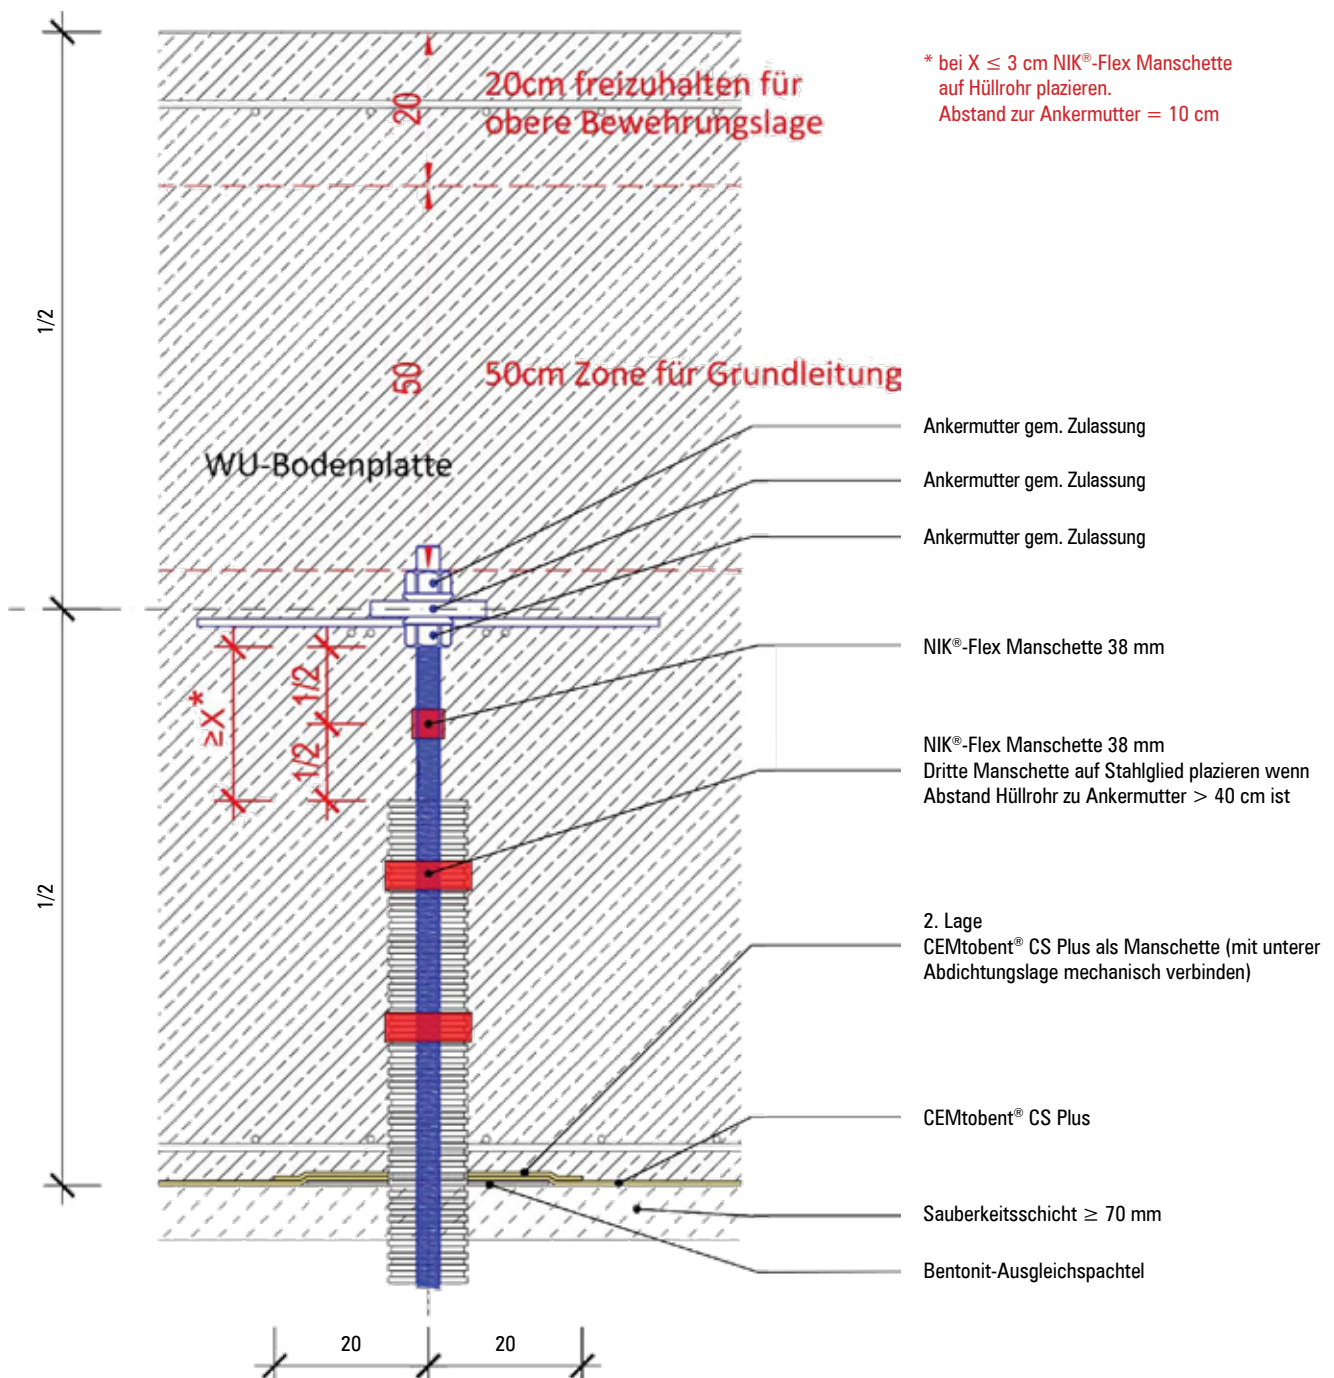 20cm freizuhalten für
obere Bewehrungslage
20
* bei X ≤ 3 cm NIK®-Flex Manschette
auf Hüllrohr plazieren.
Abstand zur Ankermutter = 10 cm
1/2
50
50cm Zone für Grundleitung
WU-Bodenplatte
Ankermutter gem. Zulassung
Ankermutter gem. Zulassung
Ankermutter gem. Zulassung
≥X*
1/2
1/2
NIK®-Flex Manschette 38 mm
NIK®-Flex Manschette 38 mm
Dritte Manschette auf Stahlglied plazieren wenn
Abstand Hüllrohr zu Ankermutter > 40 cm ist
1/2
2. Lage
CEMtobent® CS Plus als Manschette (mit unterer
Abdichtungslage mechanisch verbinden)
CEMtobent® CS Plus
Sauberkeitsschicht ≥ 70 mm
Bentonit-Ausgleichspachtel
20
20